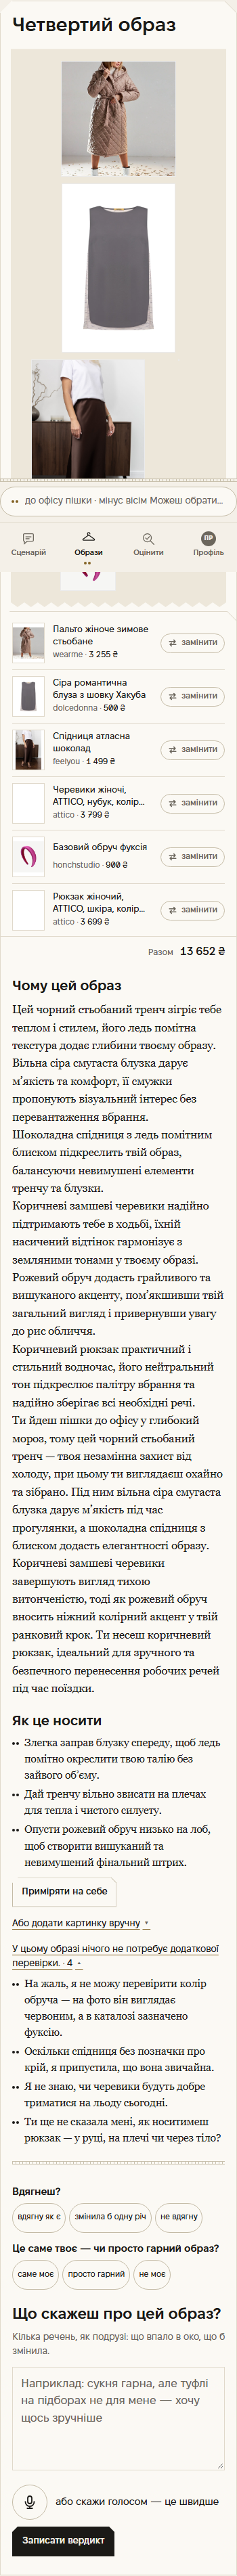 Четвертий образ
до офісу пішки · мінус вісім Можеш обрати...
Сценарій
Образи
Оцінити
ПР
Профіль
Пальто жіноче зимове
стьобане
wearme · 3 255 ₴
замінити
Сіра романтична
блуза з шовку Хакуба
dolcedonna · 500 ₴
замінити
Спідниця атласна
шоколад
feelyou · 1 499 ₴
замінити
Черевики жіночі,
ATTICO, нубук, колір...
attico · 3 799 ₴
замінити
Базовий обруч фуксія
honchstudio · 900 ₴
замінити
Рюкзак жіночий,
ATTICO, шкіра, колір...
attico · 3 699 ₴
замінити
Разом 13 652 ₴
Чому цей образ
Цей чорний стьобаний тренч зігріє тебе
теплом і стилем, його ледь помітна
текстура додає глибини твоєму образу.
Вільна сіра смугаста блузка дарує
м’якість та комфорт, її смужки
пропонують візуальний інтерес без
перевантаження вбрання.
Шоколадна спідниця з ледь помітним
блиском підкреслить твій образ,
балансуючи невимушені елементи
тренчу та блузки.
Коричневі замшеві черевики надійно
підтримають тебе в ходьбі, їхній
насичений відтінок гармонізує з
земляними тонами у твоєму образі.
Рожевий обруч додасть грайливого та
вишуканого акценту, пом’якшивши твій
загальний вигляд і привернувши увагу
до рис обличчя.
Коричневий рюкзак практичний і
стильний водночас, його нейтральний
тон підкреслює палітру вбрання та
надійно зберігає всі необхідні речі.
Ти йдеш пішки до офісу у глибокий
мороз, тому цей чорний стьобаний
тренч — твоя незамінна захист від
холоду, при цьому ти виглядаєш охайно
та зібрано. Під ним вільна сіра смугаста
блузка дарує м’якість під час
прогулянки, а шоколадна спідниця з
блиском додасть елегантності образу.
Коричневі замшеві черевики
завершують вигляд тихою
витонченістю, тоді як рожевий обруч
вносить ніжний колірний акцент у твій
ранковий крок. Ти несеш коричневий
рюкзак, ідеальний для зручного та
безпечного перенесення робочих речей
під час поїздки.
Як це носити
Злегка заправ блузку спереду, щоб ледь
помітно окреслити твою талію без
зайвого об’єму.
Дай тренчу вільно звисати на плечах
для тепла і чистого силуету.
Опусти рожевий обруч низько на лоб,
щоб створити вишуканий та
невимушений фінальний штрих.
Приміряти на себе
Або додати картинку вручну
У цьому образі нічого не потребує додаткової
перевірки. · 4
На жаль, я не можу перевірити колір
обруча — на фото він виглядає
червоним, а в каталозі зазначено
фуксію.
Оскільки спідниця без позначки про
крій, я припустила, що вона звичайна.
Я не знаю, чи черевики будуть добре
триматися на льоду сьогодні.
Ти ще не сказала мені, як носитимеш
рюкзак — у руці, на плечі чи через тіло?
Вдягнеш?
вдягну як є
змінила б одну річ
не вдягну
Це саме твоє — чи просто гарний образ?
саме моє
просто гарний
не моє
Що скажеш про цей образ?
Кілька речень, як подрузі: що впало в око, що б
змінила.
Наприклад: сукня гарна, але туфлі
на підборах не для мене — хочу
щось зручніше
або скажи голосом — це швидше
Записати вердикт